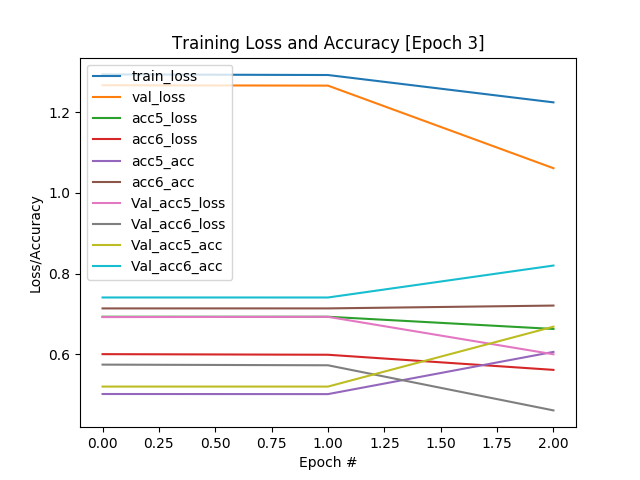 Training Loss and Accuracy [Epoch 3]
train_loss
val_loss
acc5_loss
acc6_loss
acc5_acc
acc6_acc
Val_acc5_loss
Val_acc6_loss
Val_acc5_acc
Val_acc6_acc
1.2
1.0
0.8
0.6
Loss/Accuracy
0.00 0.25 0.50 0.75 1.00 1.25 1.50 1.75 2.00
Epoch #